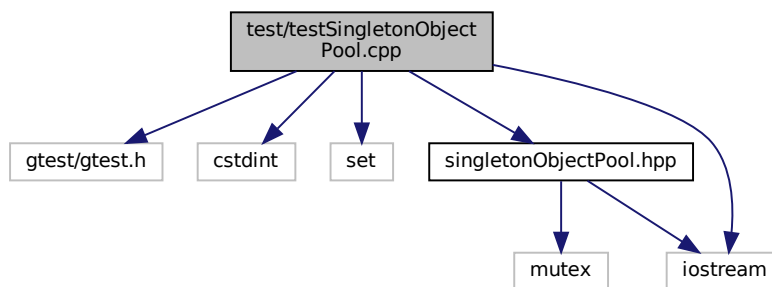 test/testSingletonObject
Pool.cpp
gtest/gtest.h
cstdint
set
singletonObjectPool.hpp
mutex
iostream